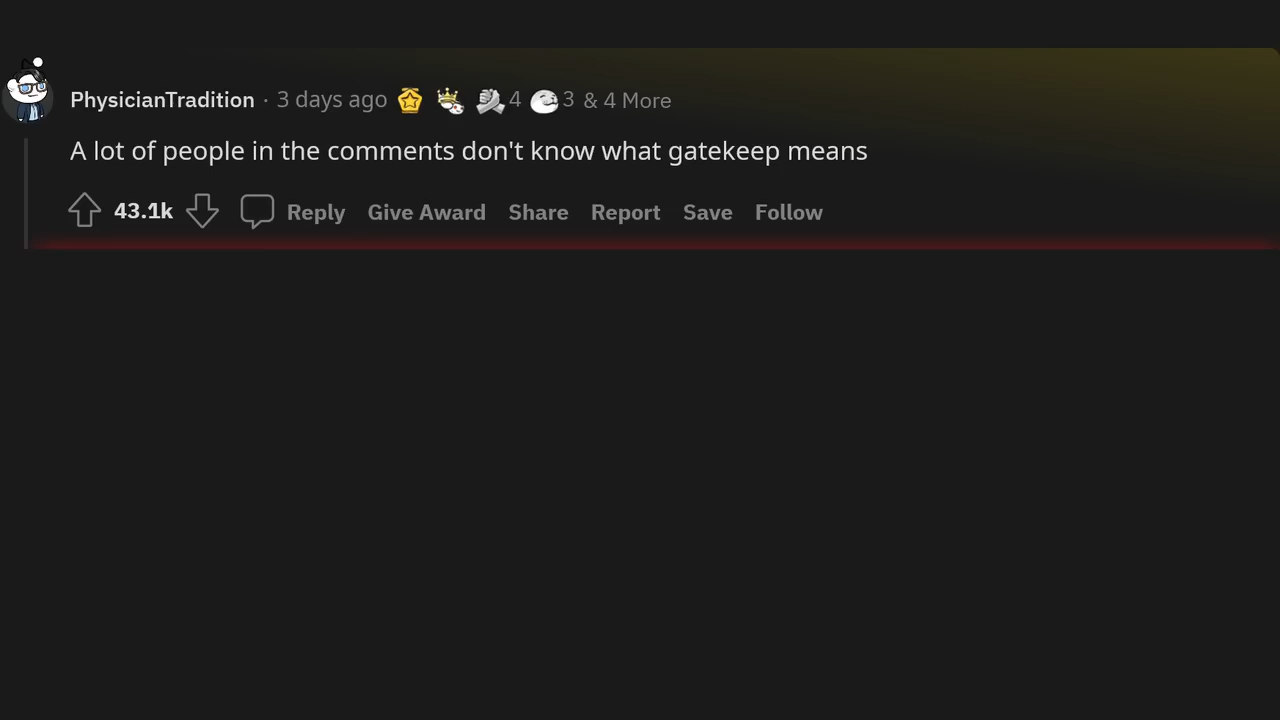 PhysicianTradition · 3 days ago 4 3 & 4 More
A lot of people in the comments don't know what gatekeep means
43.1k Reply Give Award Share Report Save Follow